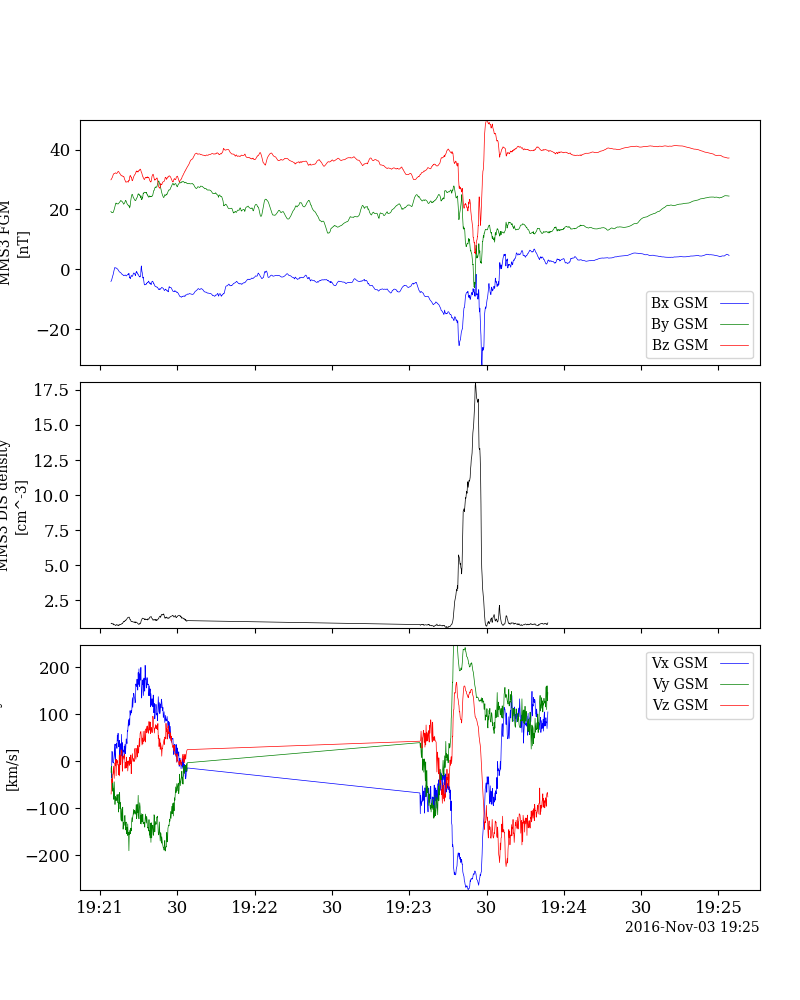 40
20
0
−20
MMS3 FGM
[nT]
Bx GSM
By GSM
Bz GSM
17.5
15.0
12.5
10.0
7.5
5.0
2.5
MMS3 DIS density
[cm^-3]
200
100
0
−100
−200
[km/s]
Vx GSM
Vy GSM
Vz GSM
19:21
30
19:22
30
19:23
30
19:24
30
19:25
2016-Nov-03 19:25